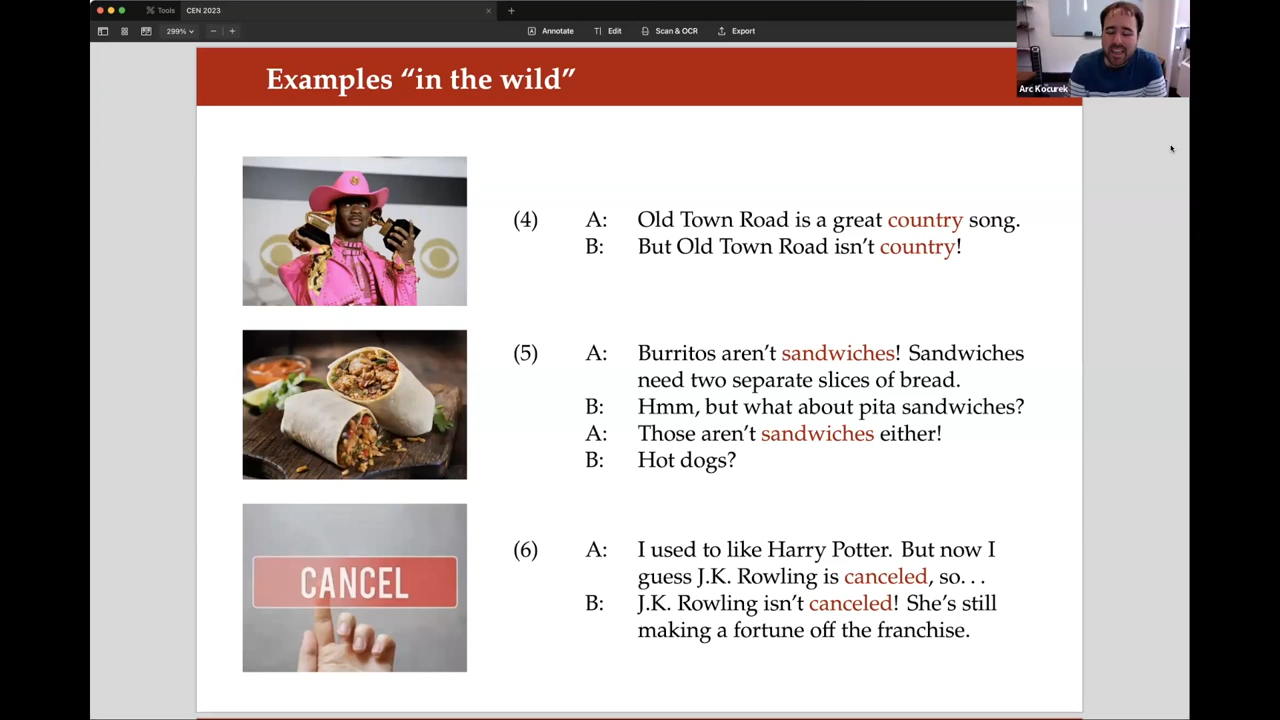 Tools
CEN 2023
299%
Annotate
Edit
Scan & OCR
Export
Arc Kocurek
Examples “in the wild”
(4) A: Old Town Road is a great country song.
B: But Old Town Road isn’t country!
(5) A: Burritos aren’t sandwiches! Sandwiches
need two separate slices of bread.
B: Hmm, but what about pita sandwiches?
A: Those aren’t sandwiches either!
B: Hot dogs?
CANCEL
(6) A: I used to like Harry Potter. But now I
guess J.K. Rowling is canceled, so. . .
B: J.K. Rowling isn’t canceled! She’s still
making a fortune off the franchise.